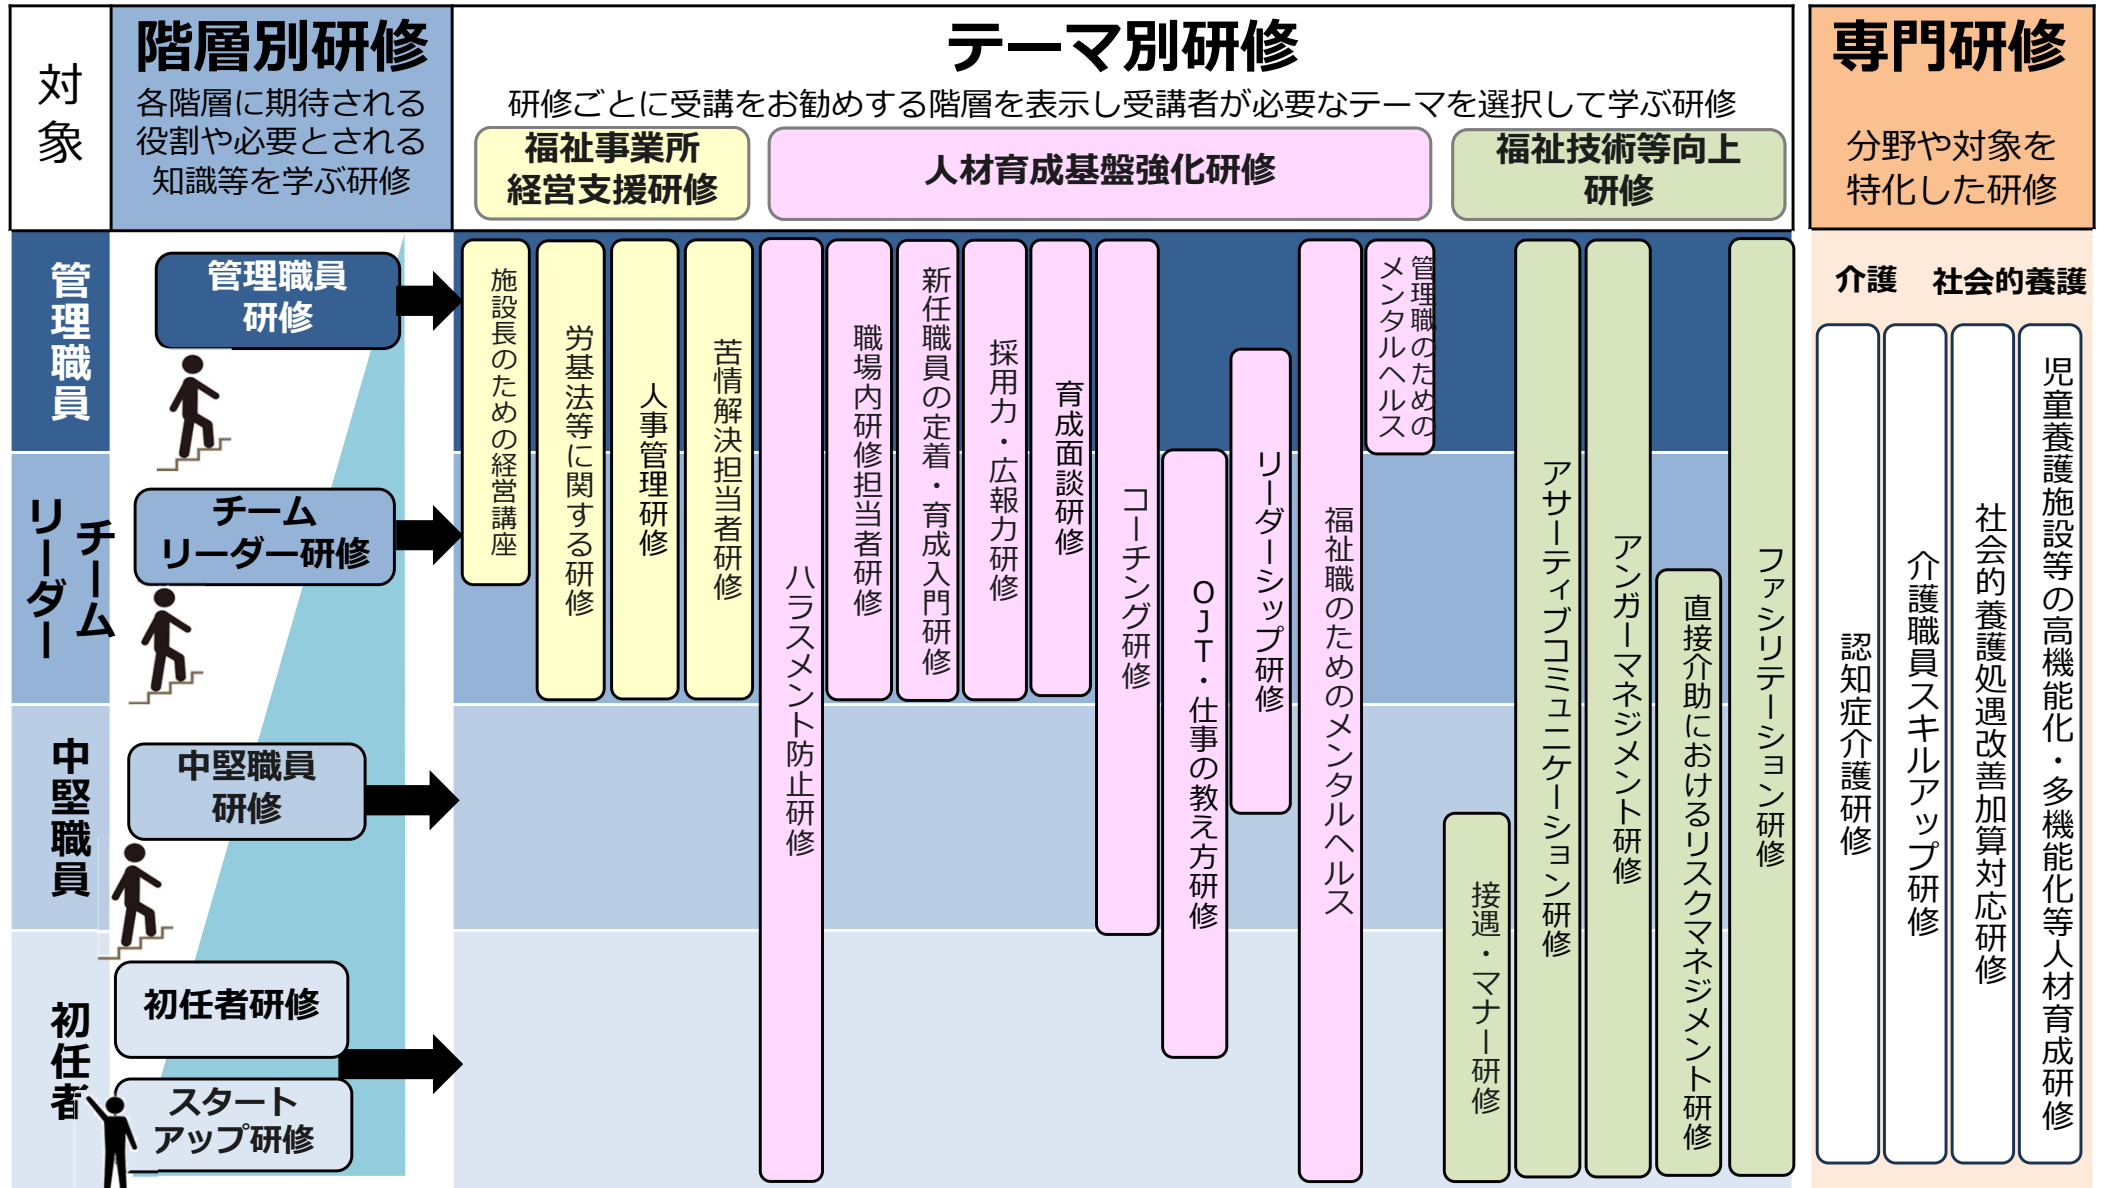 対
象
階層別研修
各階層に期待される
役割や必要とされる
知識等を学ぶ研修
テーマ別研修
研修ごとに受講をお勧めする階層を表示し受講者が必要なテーマを選択して学ぶ研修
福祉事業所
経営支援研修
人材育成基盤強化研修
福祉技術等向上
研修
専門研修
分野や対象を
特化した研修
管理職員
チーム
リーダー
中堅職員
初任者
管理職員
研修
チーム
リーダー研修
中堅職員
研修
初任者研修
スタート
アップ研修
施設長のための経営講座
労基法等に関する研修
人事管理研修
苦情解決担当者研修
ハラスメント防止研修
職場内研修担当者研修
新任職員の定着・育成入門研修
採用力・広報力研修
育成面談研修
コーチング研修
OJT・仕事の教え方研修
リーダーシップ研修
福祉職のためのメンタルヘルス
管理職のための
メンタルヘルス
接遇・マナー研修
アサーティブコミュニケーション研修
アンガーマネジメント研修
直接介助におけるリスクマネジメント研修
ファシリテーション研修
介護
社会的養護
認知症介護研修
介護職員スキルアップ研修
社会的養護処遇改善加算対応研修
児童養護施設等の高機能化・多機能化等人材育成研修